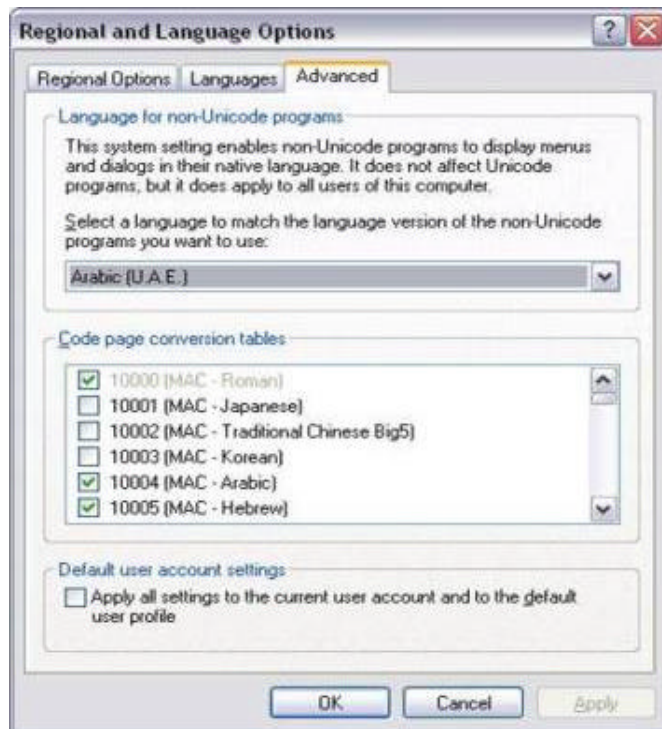 Regional and Language Options
Regional Options Languages Advanced
Language for non-Unicode programs
This system setting enables non-Unicode programs to display menus
and dialogs in their native language. It does not affect Unicode
programs, but it does apply to all users of this computer.
Select a language to match the language version of the non-Unicode
programs you want to use:
Arabic (U.A.E.)
Code page conversion tables
10000 (MAC - Roman)
10001 (MAC - Japanese)
10002 (MAC - Traditional Chinese Big5)
10003 (MAC - Korean)
10004 (MAC - Arabic)
10005 (MAC - Hebrew)
Default user account settings
Apply all settings to the current user account and to the default
user profile
OK Cancel Apply